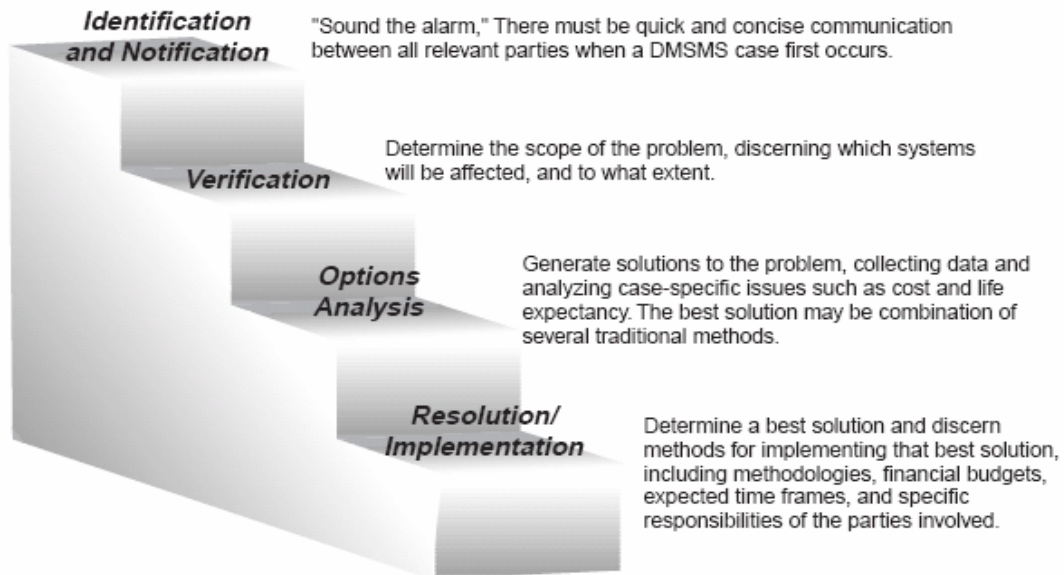 Identification
and Notification
"Sound the alarm," There must be quick and concise communication
between all relevant parties when a DMSMS case first occurs.
Verification
Determine the scope of the problem, discerning which systems
will be affected, and to what extent.
Options
Analysis
Generate solutions to the problem, collecting data and
analyzing case-specific issues such as cost and life
expectancy. The best solution may be combination of
several traditional methods.
Resolution/
Implementation
Determine a best solution and discern
methods for implementing that best solution,
including methodologies, financial budgets,
expected time frames, and specific
responsibilities of the parties involved.